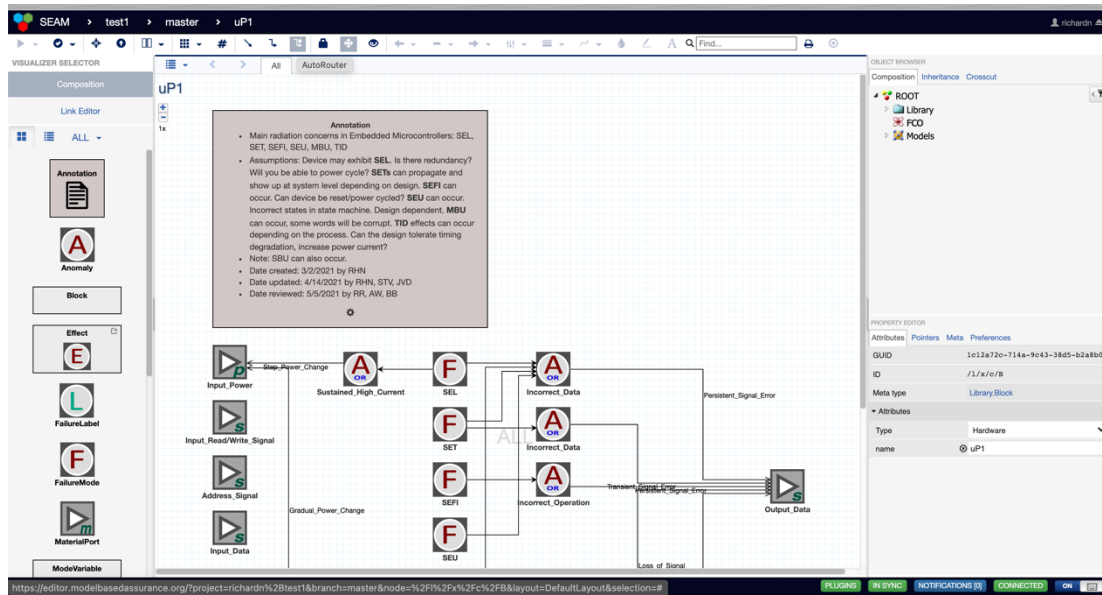 SEAM › test1 › master › uP1
richardn
Find...
VISUALIZER SELECTOR
Composition
Link Editor
ALL
Annotation
Anomaly
Block
Effect
E
L
FailureLabel
F
FailureMode
m
MaterialPort
ModeVariable
All
AutoRouter
uP1
1x
Annotation
• Main radiation concerns in Embedded Microcontrollers: SEL,
SET, SEFI, SEU, MBU, TID
• Assumptions: Device may exhibit SEL. Is there redundancy?
Will you be able to power cycle? SETs can propagate and
show up at system level depending on design. SEFI can
occur. Can device be reset/power cycled? SEU can occur.
Incorrect states in state machine. Design dependent. MBU
can occur, some words will be corrupt. TID effects can occur
depending on the process. Can the design tolerate timing
degradation, increase power current?
• Note: SBU can also occur.
• Date created: 3/2/2021 by RHN
• Date updated: 4/14/2021 by RHN, STV, JVD
• Date reviewed: 5/5/2021 by RR, AW, BB
Input_Power
Step_Power_Change
Sustained_High_Current
SEL
Incorrect_Data
Persistent_Signal_Error
Input_Read/Write_Signal
SET
ALL
Incorrect_Data
Address_Signal
SEFI
Incorrect_Operation
Transient_Signal_Error
Persistent_Signal_Error
Output_Data
Gradual_Power_Change
Input_Data
SEU
Loss_of_Signal
OBJECT BROWSER
Composition Inheritance Crosscut
ROOT
Library
FCO
Models
PROPERTY EDITOR
Attributes Pointers Meta Preferences
GUID 1c12a72c-714a-9c43-38d5-b2a8b0
ID /l/x/c/B
Meta type Library.Block
Attributes
Type Hardware
name uP1
https://editor.modelbasedassurance.org/?project=richardn%2Btest1&branch=master&node=%2Fl%2Fx%2Fc%2FB&layout=DefaultLayout&selection=#
PLUGINS IN SYNC NOTIFICATIONS [0] CONNECTED ON